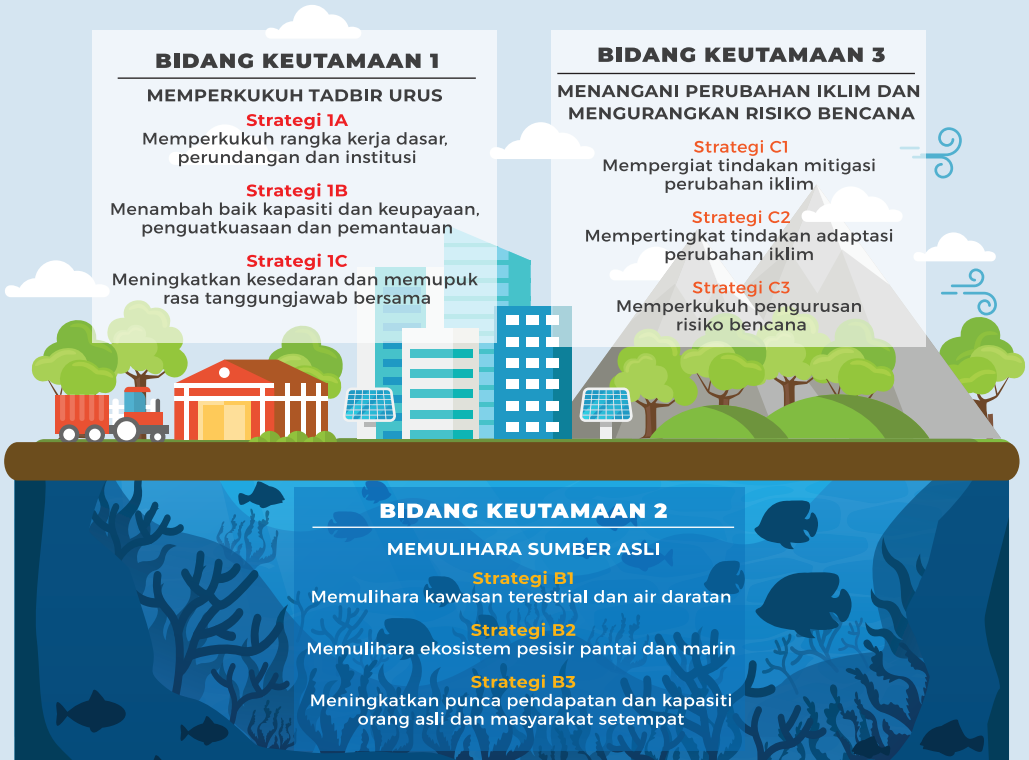 BIDANG KEUTAMAAN 1
MEMPERKUKUH TADBIR URUS
Strategi 1A
Memperkukuh rangka kerja dasar,
perundangan dan institusi
Strategi 1B
Menambah baik kapasiti dan keupayaan,
penguatkuasaan dan pemantauan
Strategi 1C
Meningkatkan kesedaran dan memupuk
rasa tanggungjawab bersama
BIDANG KEUTAMAAN 3
MENANGANI PERUBAHAN IKLIM DAN
MENGURANGKAN RISIKO BENCANA
Strategi C1
Mempergiat tindakan mitigasi
perubahan iklim
Strategi C2
Mempertingkat tindakan adaptasi
perubahan iklim
Strategi C3
Memperkukuh pengurusan
risiko bencana
BIDANG KEUTAMAAN 2
MEMULIHARA SUMBER ASLI
Strategi B1
Memulihara kawasan terestrial dan air daratan
Strategi B2
Memulihara ekosistem pesisir pantai dan marin
Strategi B3
Meningkatkan punca pendapatan dan kapasiti
orang asli dan masyarakat setempat